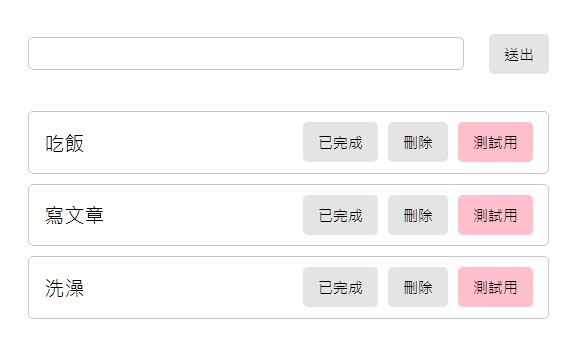 送出
吃飯 已完成 刪除 測試用
寫文章 已完成 刪除 測試用
洗澡 已完成 刪除 測試用